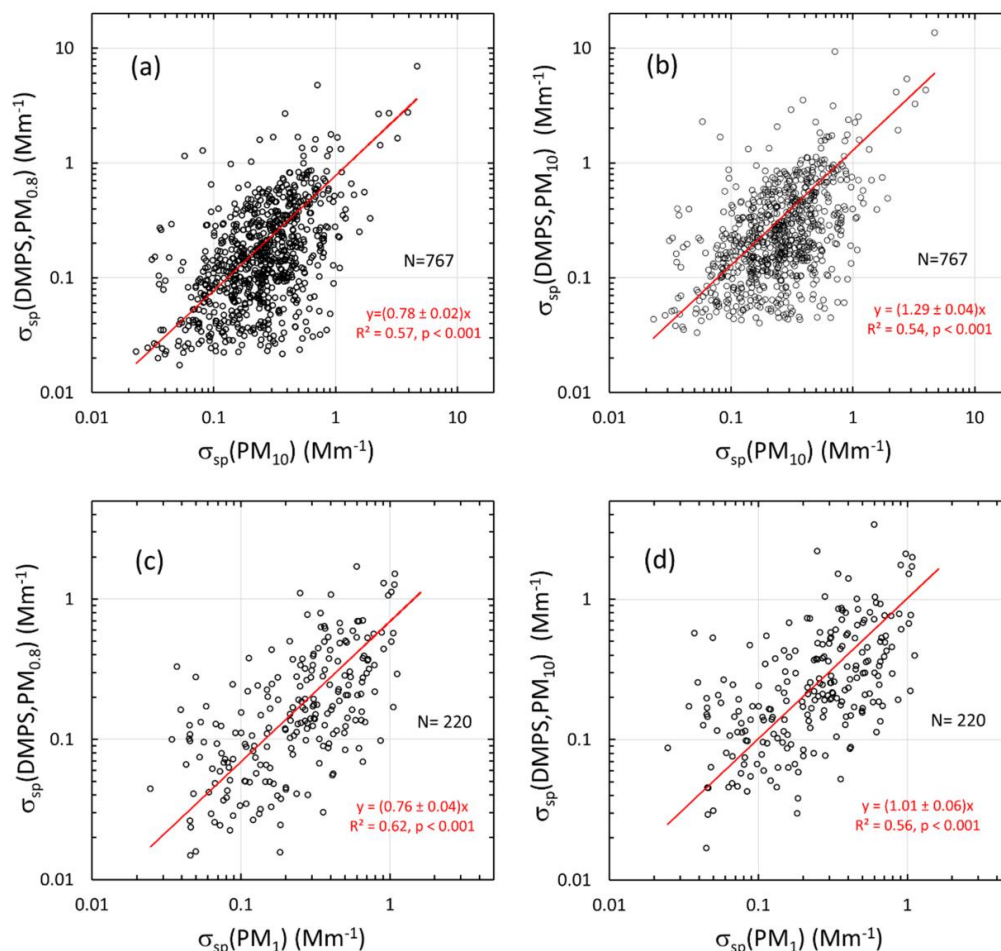 (a)
σsp(DMPS,PM0.8) (Mm-1)
10
1
0.1
0.01
N=767
y=(0.78 ± 0.02)x
R² = 0.57, p < 0.001
0.01 0.1 1 10
σsp(PM10) (Mm-1)
(b)
σsp(DMPS,PM10) (Mm-1)
10
1
0.1
0.01
N=767
y = (1.29 ± 0.04)x
R² = 0.54, p < 0.001
0.01 0.1 1 10
σsp(PM10) (Mm-1)
(c)
σsp(DMPS,PM0.8) (Mm-1)
1
0.1
0.01
N= 220
y = (0.76 ± 0.04)x
R² = 0.62, p < 0.001
0.01 0.1 1
σsp(PM1) (Mm-1)
(d)
σsp(DMPS,PM10) (Mm-1)
1
0.1
0.01
N= 220
y = (1.01 ± 0.06)x
R² = 0.56, p < 0.001
0.01 0.1 1
σsp(PM1) (Mm-1)